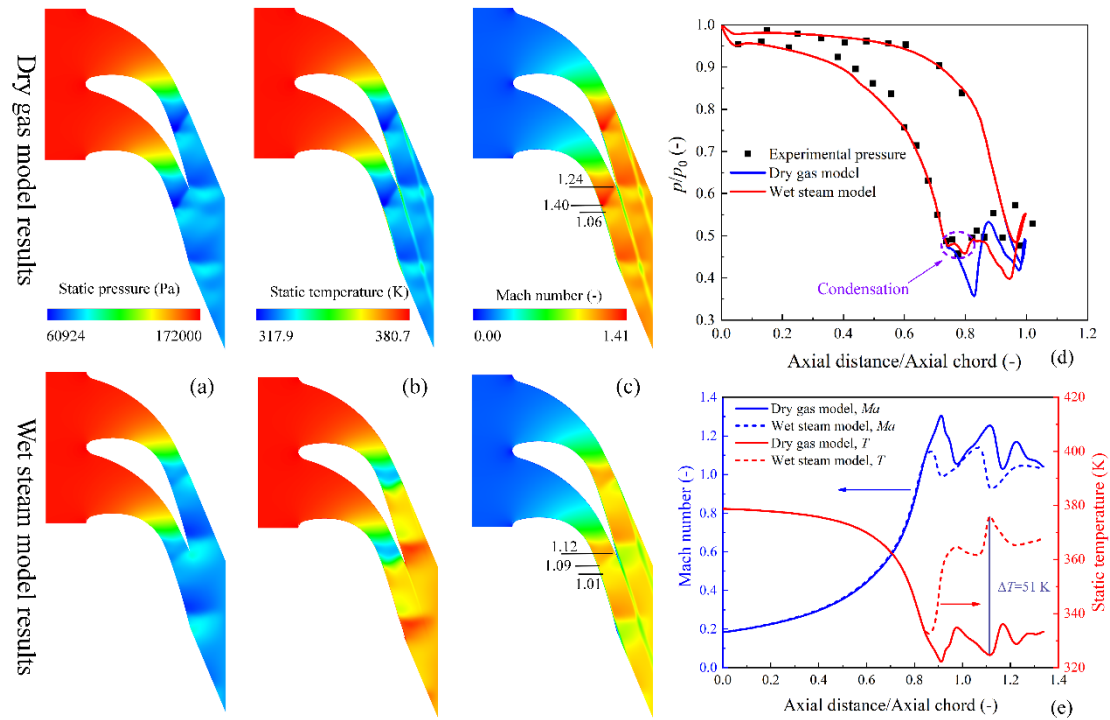 Dry gas model results
Static pressure (Pa)
60924
172000
(a)
Static temperature (K)
317.9
380.7
(b)
1.24
1.40
1.06
Mach number (-)
0.00
1.41
(c)
Wet steam model results
1.12
1.09
1.01
p/p0 (-)
1.0
0.9
0.8
0.7
0.6
0.5
0.4
0.3
Experimental pressure
Dry gas model
Wet steam model
Condensation
0.0 0.2 0.4 0.6 0.8 1.0 1.2
Axial distance/Axial chord (-)
(d)
Mach number (-)
1.4
1.2
1.0
0.8
0.6
0.4
0.2
0.0
Dry gas model, Ma
Wet steam model, Ma
Dry gas model, T
Wet steam model, T
ΔT=51 K
420
400
380
360
340
320
Static temperature (K)
0.0 0.2 0.4 0.6 0.8 1.0 1.2 1.4
Axial distance/Axial chord (-)
(e)